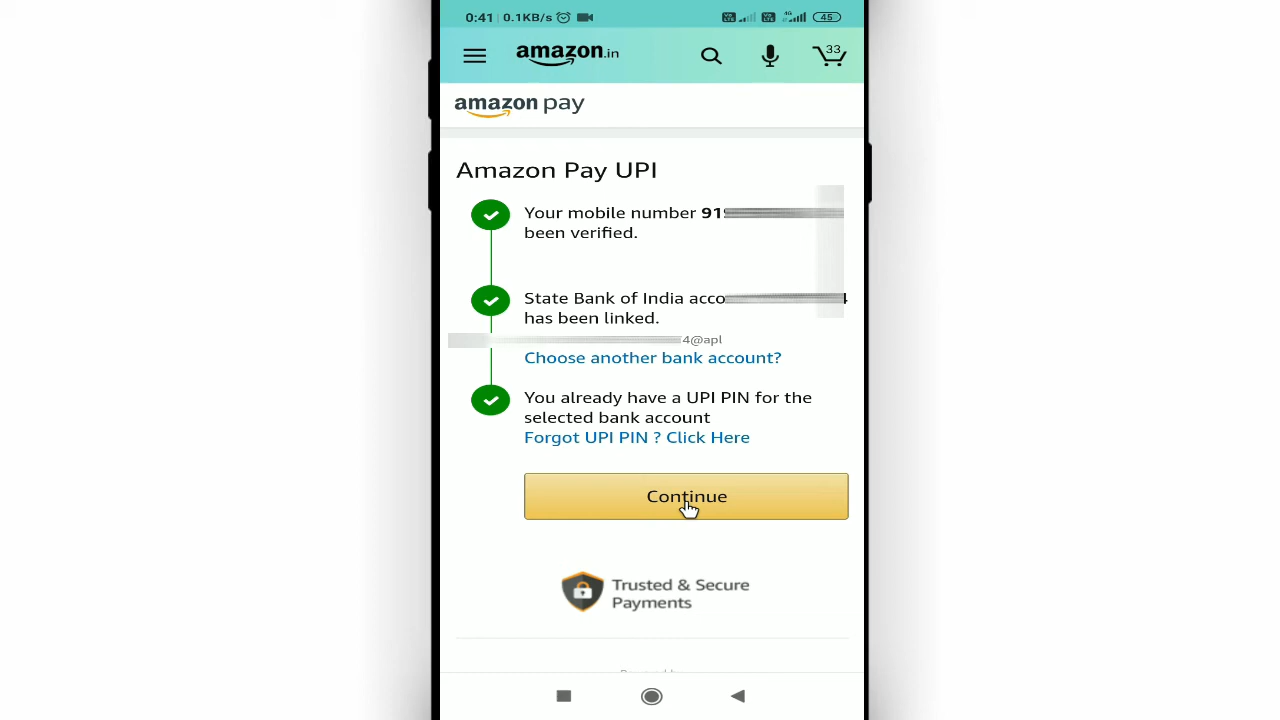 0:41 0.1KB/s 4G 45
amazon.in 33
amazon pay
Amazon Pay UPI
Your mobile number 91
been verified.
State Bank of India acco 4
has been linked.
4@apl
Choose another bank account?
You already have a UPI PIN for the
selected bank account
Forgot UPI PIN ? Click Here
Continue
Trusted & Secure
Payments